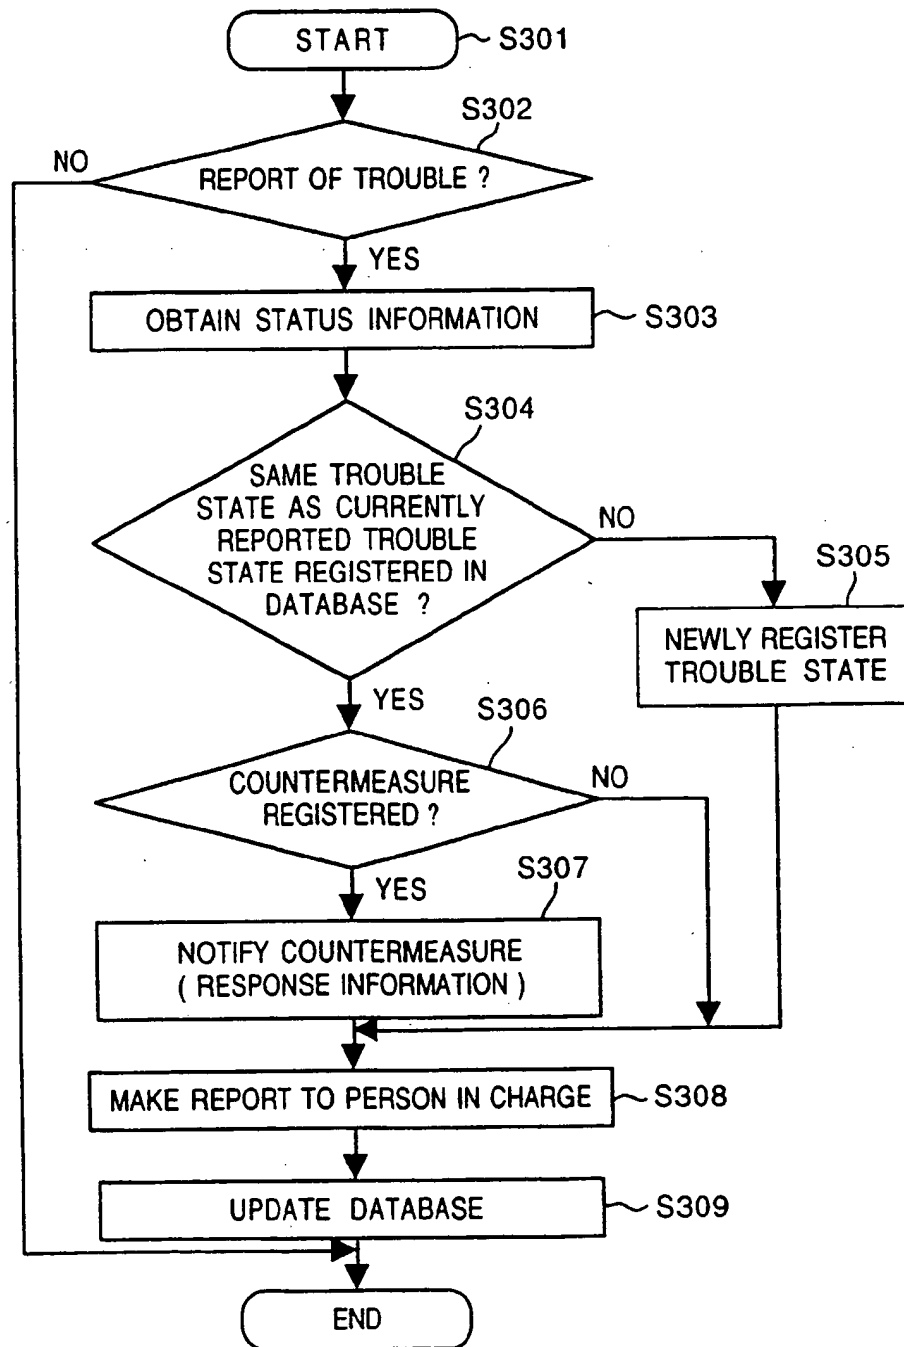 START
S301
S302
NO
REPORT OF TROUBLE ?
YES
OBTAIN STATUS INFORMATION
S303
S304
SAME TROUBLE
STATE AS CURRENTLY
REPORTED TROUBLE
STATE REGISTERED IN
DATABASE ?
NO
S305
NEWLY REGISTER
TROUBLE STATE
YES
S306
COUNTERMEASURE
REGISTERED ?
NO
S307
YES
NOTIFY COUNTERMEASURE
( RESPONSE INFORMATION )
MAKE REPORT TO PERSON IN CHARGE
S308
UPDATE DATABASE
S309
END